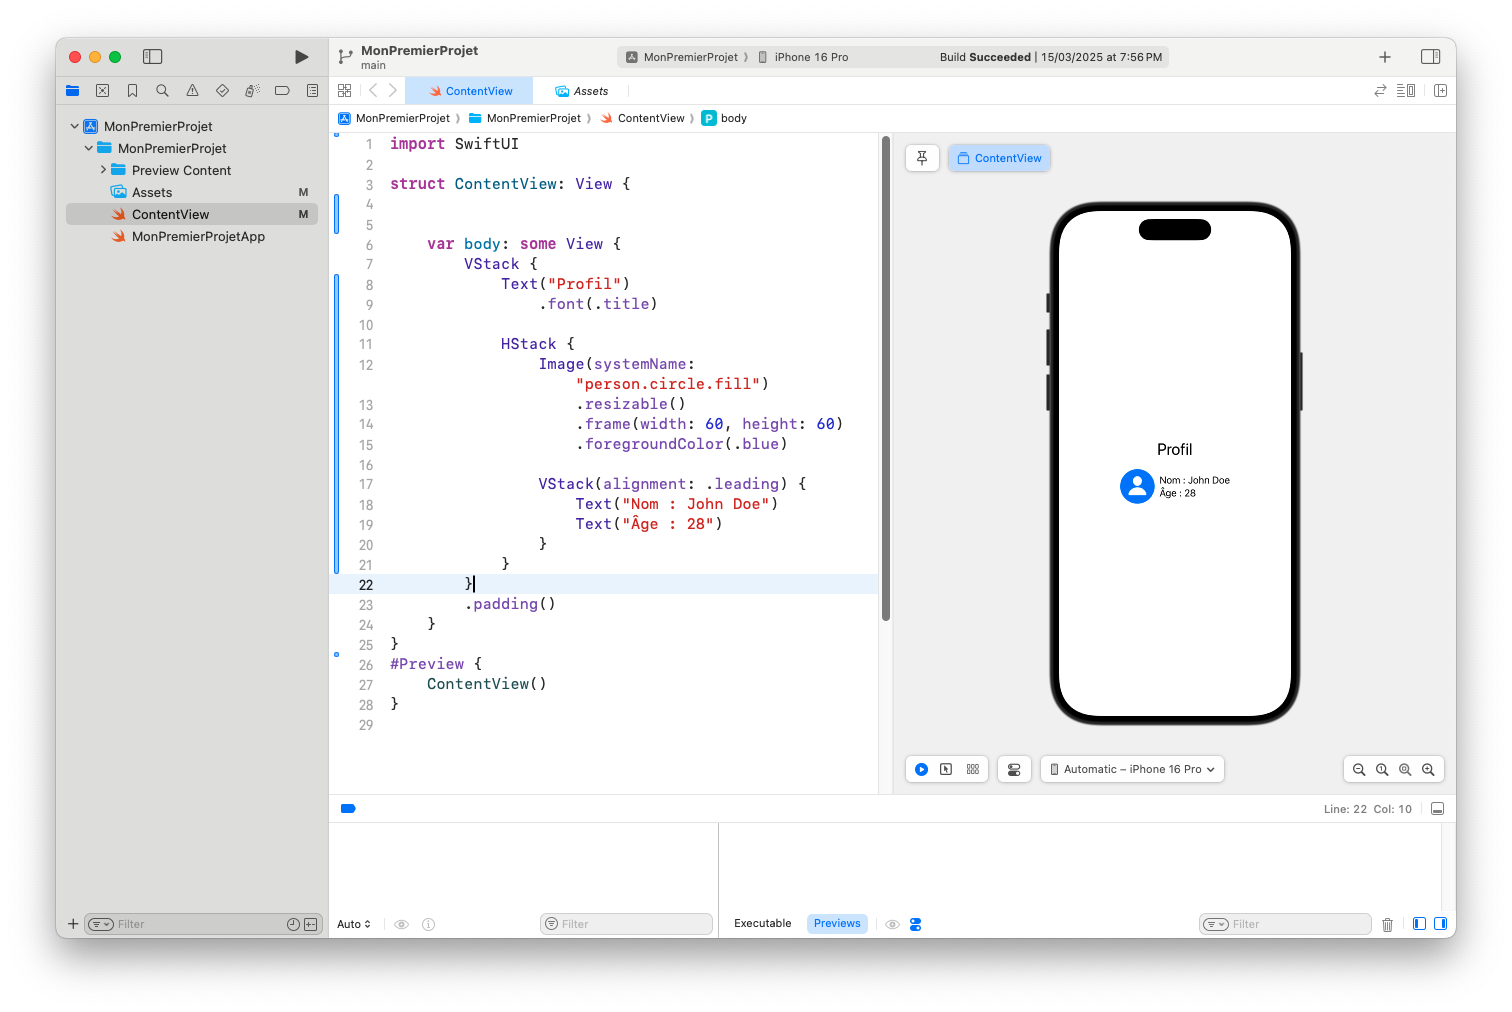 MonPremierProjet
main
MonPremierProjet 〉 iPhone 16 Pro
Build Succeeded | 15/03/2025 at 7:56 PM
ContentView
Assets
MonPremierProjet 〉 MonPremierProjet 〉 ContentView 〉 P body
MonPremierProjet
MonPremierProjet
Preview Content
Assets M
ContentView M
MonPremierProjetApp
1 import SwiftUI
2
3 struct ContentView: View {
4
5
6 var body: some View {
7 VStack {
8 Text("Profil")
9 .font(.title)
10
11 HStack {
12 Image(systemName:
"person.circle.fill")
13 .resizable()
14 .frame(width: 60, height: 60)
15 .foregroundColor(.blue)
16
17 VStack(alignment: .leading) {
18 Text("Nom : John Doe")
19 Text("Âge : 28")
20 }
21 }
22 }
23 .padding()
24 }
25 }
26 #Preview {
27 ContentView()
28 }
29
ContentView
Profil
Nom : John Doe
Âge : 28
Automatic – iPhone 16 Pro
Line: 22 Col: 10
Filter
Auto
Filter
Executable
Previews
Filter